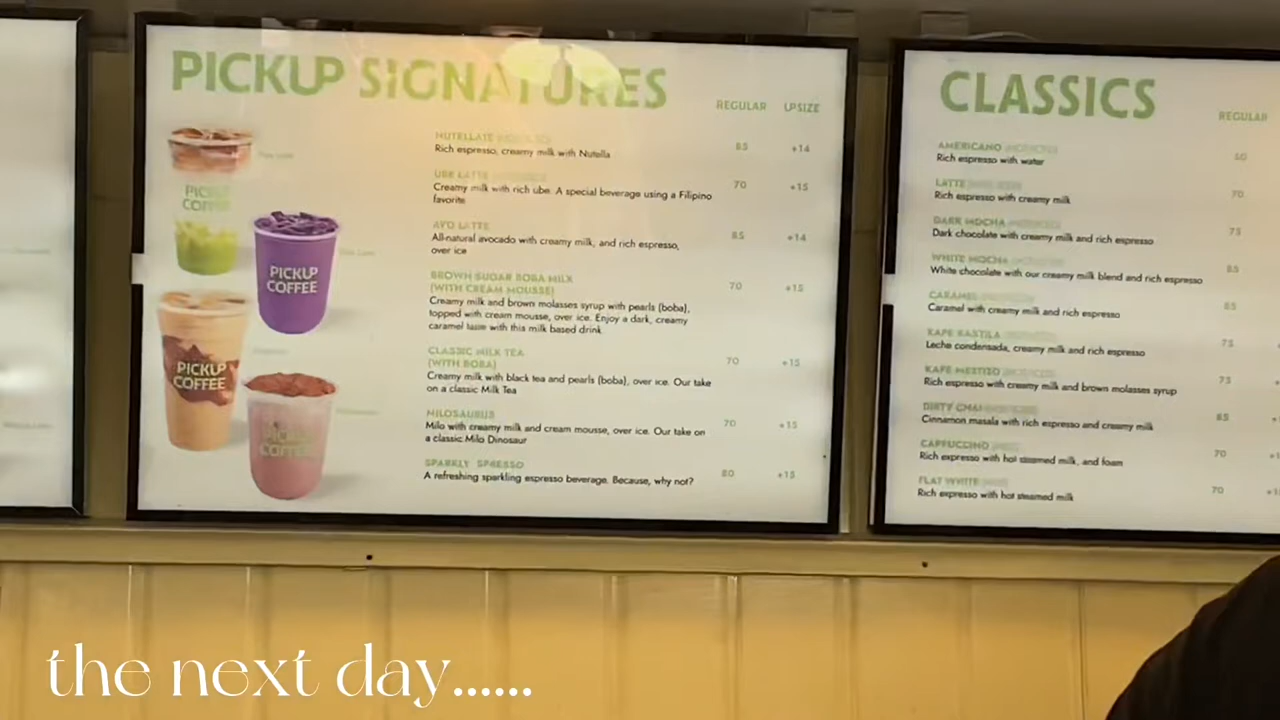 PICKUP SIGNATURES
REGULAR UPSIZE
NUTELLATE
85 +14
Rich espresso, creamy milk with Nutella
UBE LATTE
70 +15
Creamy milk with rich ube. A special beverage using a Filipino
favorite
AVO LATTE
85 +14
All-natural avocado with creamy milk, and rich espresso,
over ice
BROWN SUGAR BOBA MILK
(WITH CREAM MOUSSE)
70 +15
Creamy milk and brown molasses syrup with pearls (boba),
topped with cream mousse, over ice. Enjoy a dark, creamy
caramel taste with this milk based drink
CLASSIC MILK TEA
(WITH BOBA)
70 +15
Creamy milk with black tea and pearls (boba), over ice. Our take
on a classic Milk Tea
MILOSAURUS
70 +15
Milo with creamy milk and cream mousse, over ice. Our take on
a classic Milo Dinosaur
SPARKLY SPRESSO
80 +15
A refreshing sparkling espresso beverage. Because, why not?
PICKUP
COFFEE
PICKUP
COFFEE
PICKUP
COFFEE
PICKUP
COFFEE
CLASSICS
REGULAR
AMERICANO
50
Rich espresso with water
LATTE
70
Rich espresso with creamy milk
DARK MOCHA
75
Dark chocolate with creamy milk and rich espresso
WHITE MOCHA
85
White chocolate with our creamy milk blend and rich espresso
CARAMEL
85
Caramel with creamy milk and rich espresso
KAPE KASTILA
75
Leche condensada, creamy milk and rich espresso
KAPE MESTIZO
75
Rich espresso with creamy milk and brown molasses syrup
DIRTY CHAI
85
Cinnamon masala with rich espresso and creamy milk
CAPPUCCINO
70
Rich espresso with hot steamed milk, and foam
FLAT WHITE
70
Rich espresso with hot steamed milk
the next day......